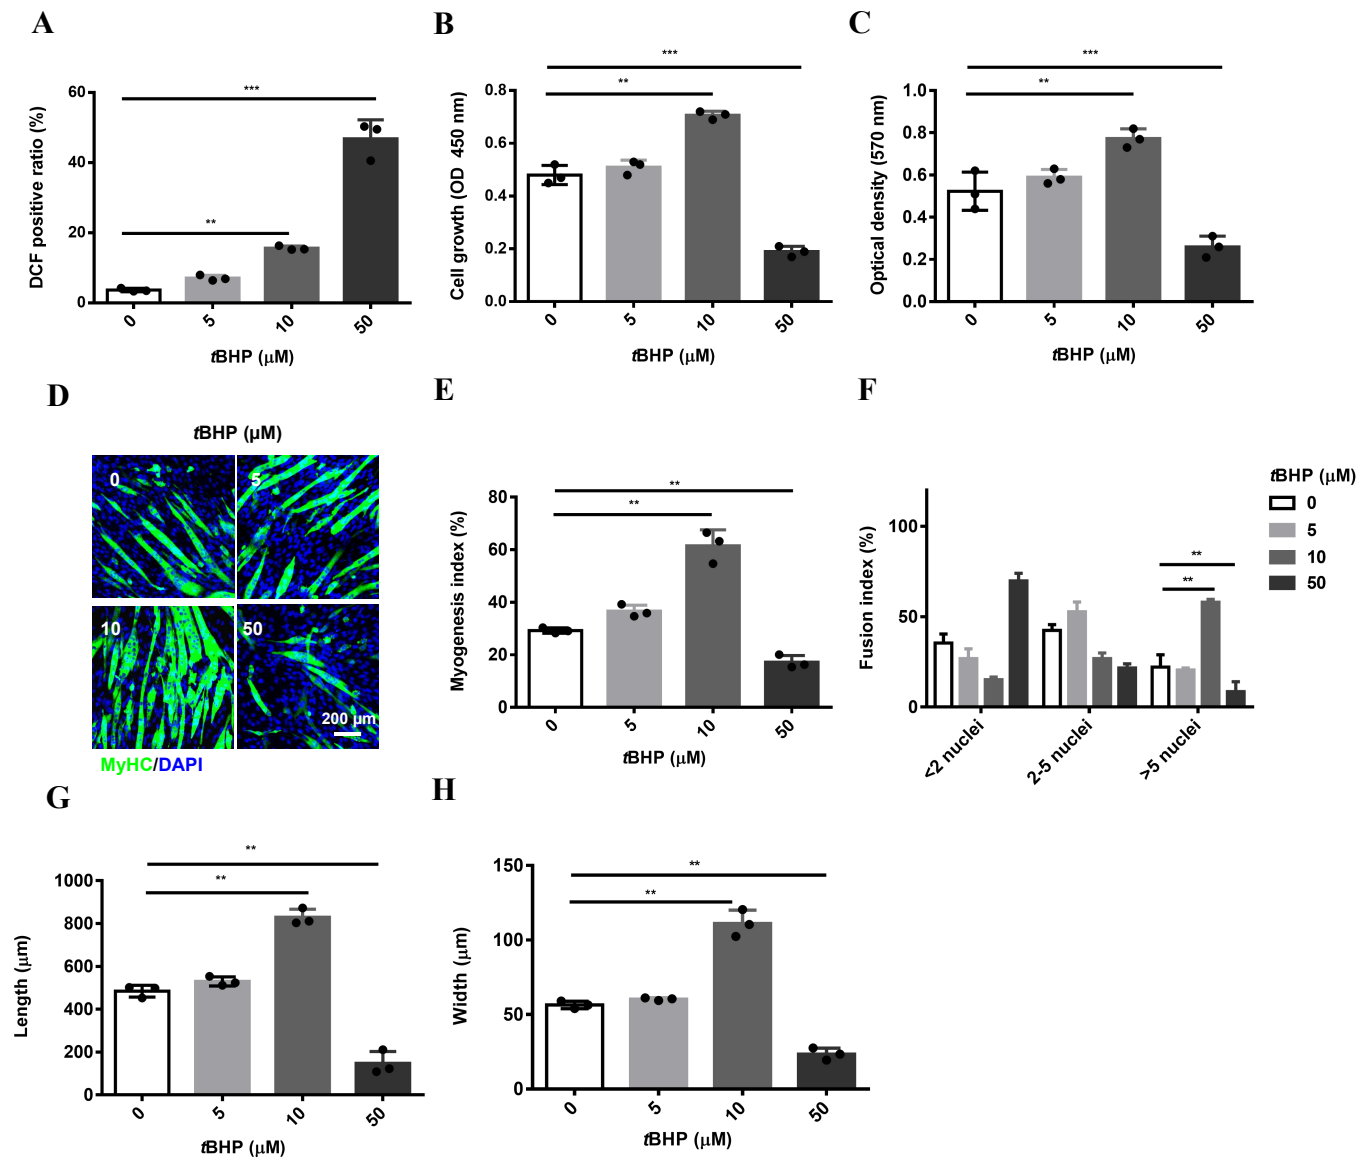 A
DCF positive ratio (%)
60
40
20
0
***
**
0
5
10
50
tBHP (µM)
B
Cell growth (OD 450 nm)
0.8
0.6
0.4
0.2
0.0
***
**
0
5
10
50
tBHP (µM)
C
Optical density (570 nm)
1.0
0.8
0.6
0.4
0.2
0.0
***
**
0
5
10
50
tBHP (µM)
D
tBHP (µM)
0
5
10
50
200 µm
MyHC/DAPI
E
Myogenesis index (%)
80
60
40
20
0
**
**
0
5
10
50
tBHP (µM)
F
Fusion index (%)
100
50
0
**
**
<2 nuclei
2-5 nuclei
>5 nuclei
tBHP (µM)
0
5
10
50
G
Length (µm)
1000
800
600
400
200
0
**
**
0
5
10
50
tBHP (µM)
H
Width (µm)
150
100
50
0
**
**
0
5
10
50
tBHP (µM)